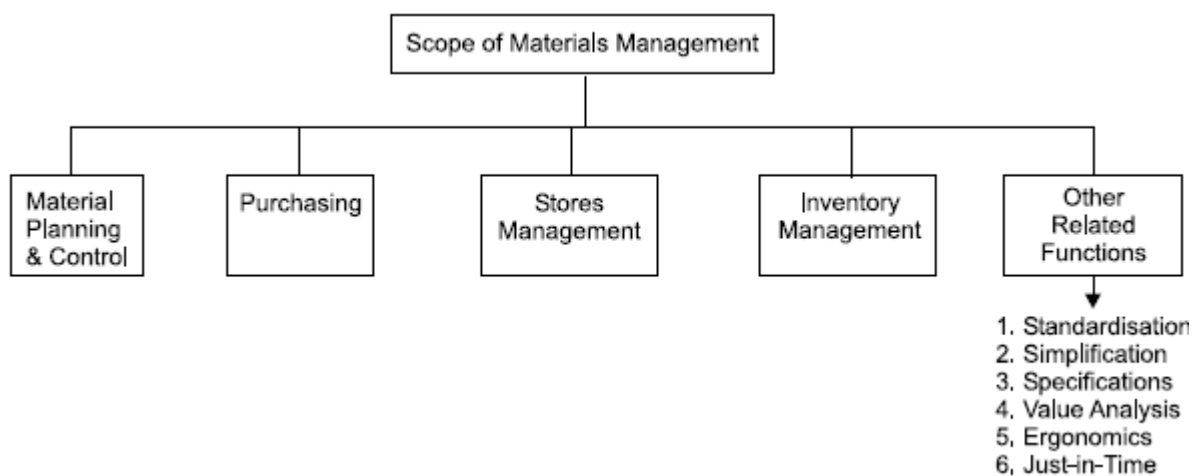 Scope of Materials Management
Material
Planning
& Control
Purchasing
Stores
Management
Inventory
Management
Other
Related
Functions
1. Standardisation
2. Simplification
3. Specifications
4. Value Analysis
5, Ergonomics
6, Just-in-Time